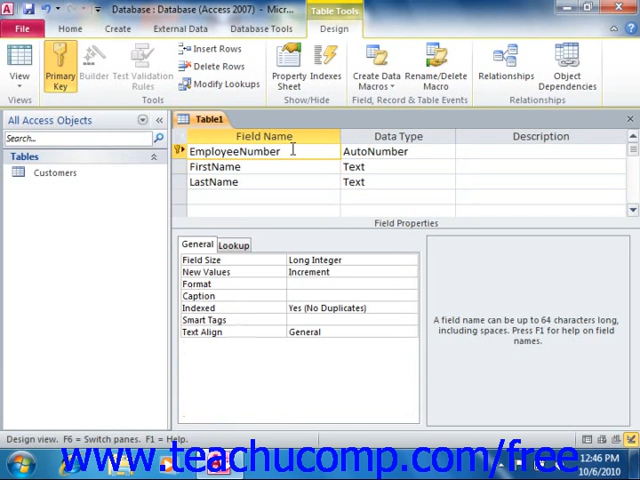 Database : Database (Access 2007) - Micr...
Table Tools
File
Home
Create
External Data
Database Tools
Design
View
Primary Key
Builder
Test Validation Rules
Insert Rows
Delete Rows
Modify Lookups
Property Sheet
Indexes
Create Data Macros
Rename/Delete Macro
Relationships
Object Dependencies
Views
Tools
Show/Hide
Field, Record & Table Events
Relationships
All Access Objects
Search...
Tables
Customers
Table1
Field Name Data Type Description
EmployeeNumber AutoNumber
FirstName Text
LastName Text
Field Properties
General Lookup
Field Size Long Integer
New Values Increment
Format
Caption
Indexed Yes (No Duplicates)
Smart Tags
Text Align General
A field name can be up to 64 characters long,
including spaces. Press F1 for help on field
names.
Design view. F6 = Switch panes. F1 = Help.
www.teachucomp.com/free
12:46 PM
10/6/2010